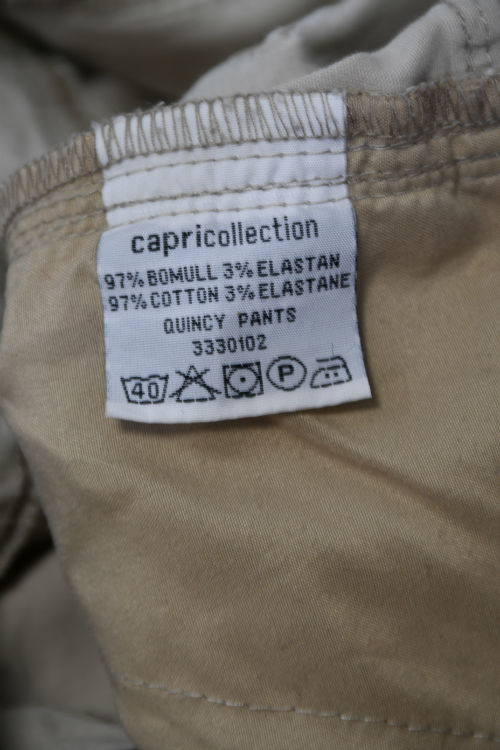 capricollection
97% BOMULL 3% ELASTAN
97% COTTON 3% ELASTANE
QUINCY PANTS
3330102
40 P